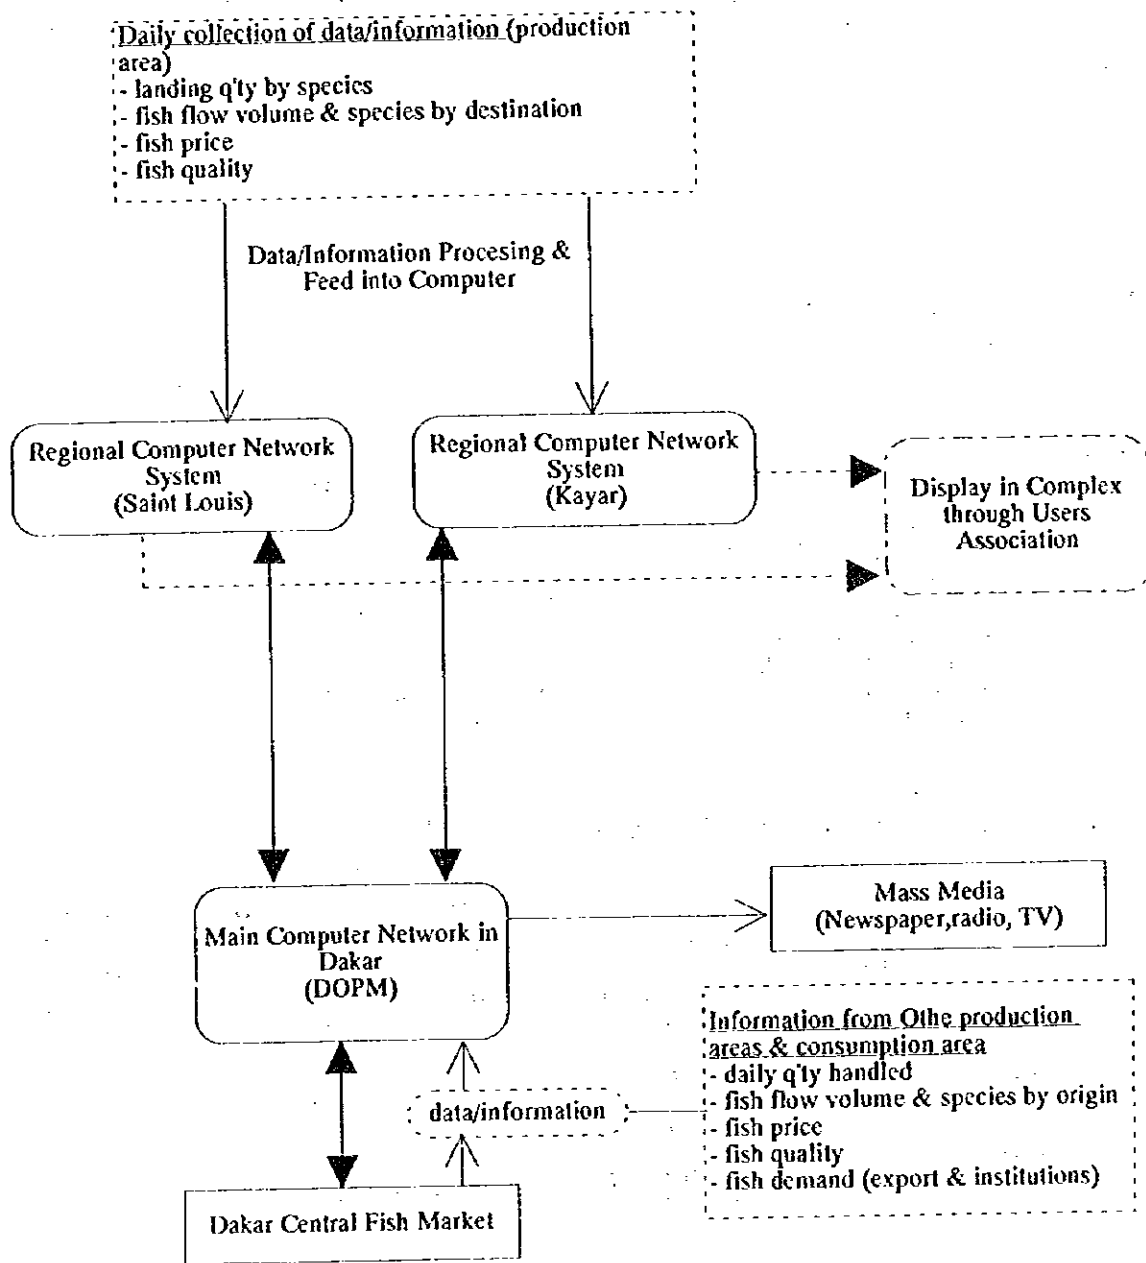 Daily collection of data/information (production
area)
- landing q'ty by species
- fish flow volume & species by destination
- fish price
- fish quality
Data/Information Procesing &
Feed into Computer
Regional Computer Network
System
(Saint Louis)
Regional Computer Network
System
(Kayar)
Display in Complex
through Users
Association
Main Computer Network in
Dakar
(DOPM)
Mass Media
(Newspaper,radio, TV)
Information from Othe production
areas & consumption area
- daily q'ty handled
- fish flow volume & species by origin
- fish price
- fish quality
- fish demand (export & institutions)
data/information
Dakar Central Fish Market